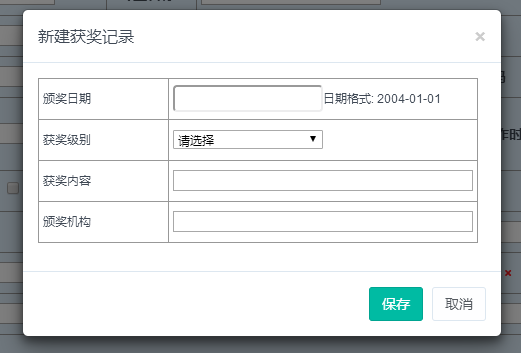 新建获奖记录 ×
颁奖日期 日期格式: 2004-01-01
获奖级别 请选择
获奖内容
颁奖机构
保存 取消